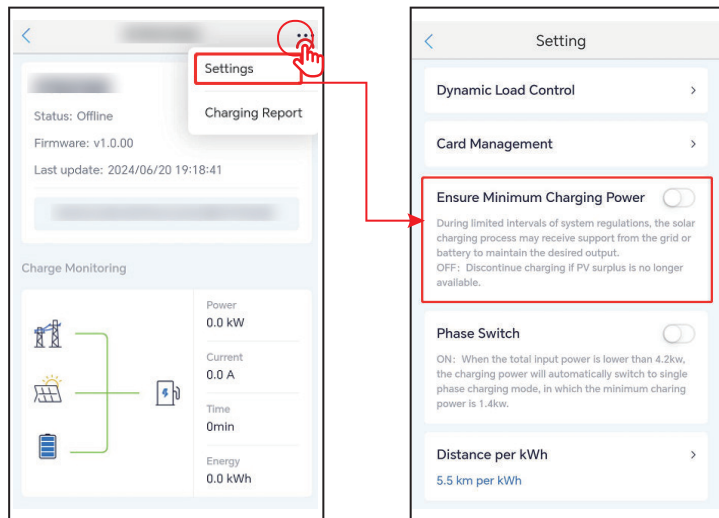 Settings
Charging Report
Status: Offline
Firmware: v1.0.00
Last update: 2024/06/20 19:18:41
Charge Monitoring
Power
0.0 kW
Current
0.0 A
Time
0min
Energy
0.0 kWh
Setting
Dynamic Load Control
Card Management
Ensure Minimum Charging Power
During limited intervals of system regulations, the solar
charging process may receive support from the grid or
battery to maintain the desired output.
OFF: Discontinue charging if PV surplus is no longer
available.
Phase Switch
ON: When the total input power is lower than 4.2kw,
the charging power will automatically switch to single
phase charging mode, in which the minimum charing
power is 1.4kw.
Distance per kWh
5.5 km per kWh